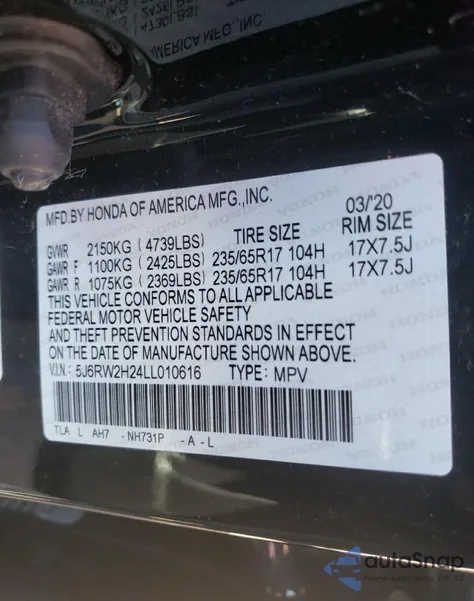 AMERICA MFG., INC.
MFD.BY HONDA OF AMERICA MFG.,INC. 03/'20
GVWR 2150KG (4739LBS) TIRE SIZE RIM SIZE
GAWR F 1100KG (2425LBS) 235/65R17 104H 17X7.5J
GAWR R 1075KG (2369LBS) 235/65R17 104H 17X7.5J
THIS VEHICLE CONFORMS TO ALL APPLICABLE
FEDERAL MOTOR VEHICLE SAFETY
AND THEFT PREVENTION STANDARDS IN EFFECT
ON THE DATE OF MANUFACTURE SHOWN ABOVE.
V.I.N.: 5J6RW2H24LL010616 TYPE: MPV
TLA L AH7 -NH731P -A-L
autoSnap